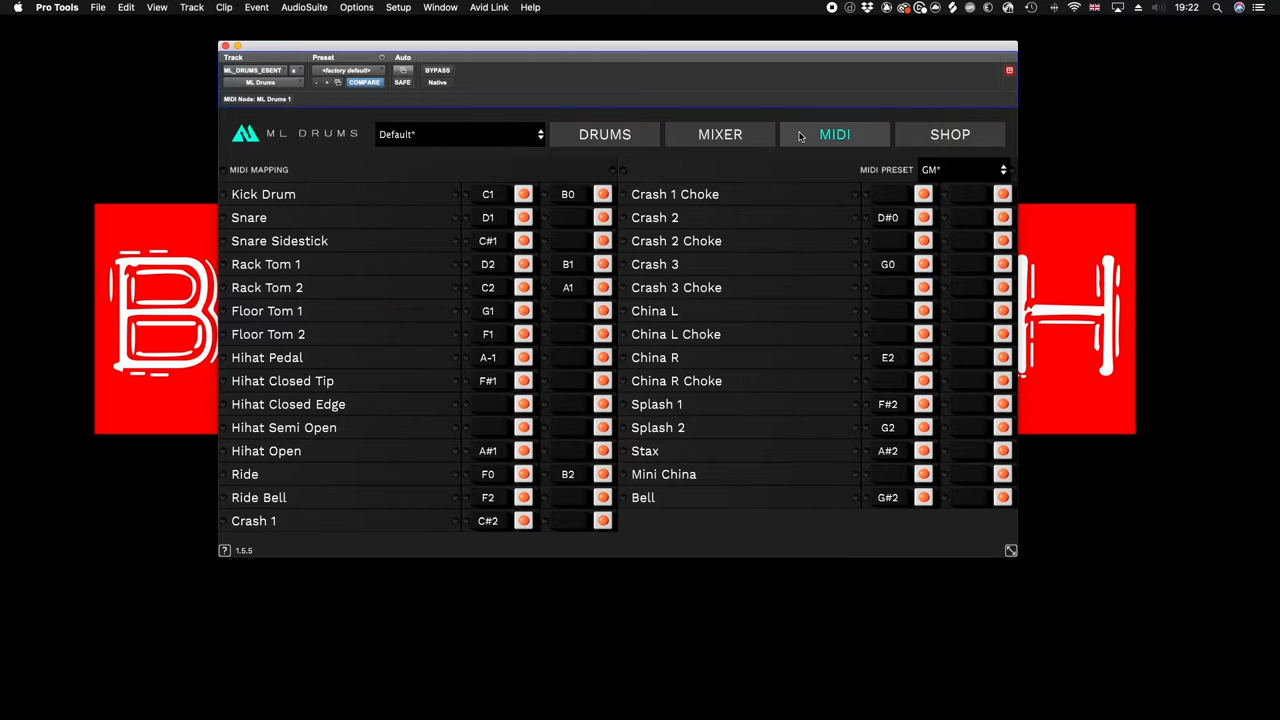 Pro Tools File Edit View Track Clip Event AudioSuite Options Setup Window Avid Link Help 19:22
Track Preset Auto
ML_DRUMS_ESENT a <factory default> BYPASS
ML Drums - + COMPARE SAFE Native
MIDI Node: ML Drums 1
ML DRUMS Default* DRUMS MIXER MIDI SHOP
MIDI MAPPING MIDI PRESET GM*
Kick Drum C1 B0 Crash 1 Choke
Snare D1 Crash 2 D#0
Snare Sidestick C#1 Crash 2 Choke
Rack Tom 1 D2 B1 Crash 3 G0
Rack Tom 2 C2 A1 Crash 3 Choke
Floor Tom 1 G1 China L
Floor Tom 2 F1 China L Choke
Hihat Pedal A-1 China R E2
Hihat Closed Tip F#1 China R Choke
Hihat Closed Edge Splash 1 F#2
Hihat Semi Open Splash 2 G2
Hihat Open A#1 Stax A#2
Ride F0 B2 Mini China
Ride Bell F2 Bell G#2
Crash 1 C#2
? 1.5.5
B H